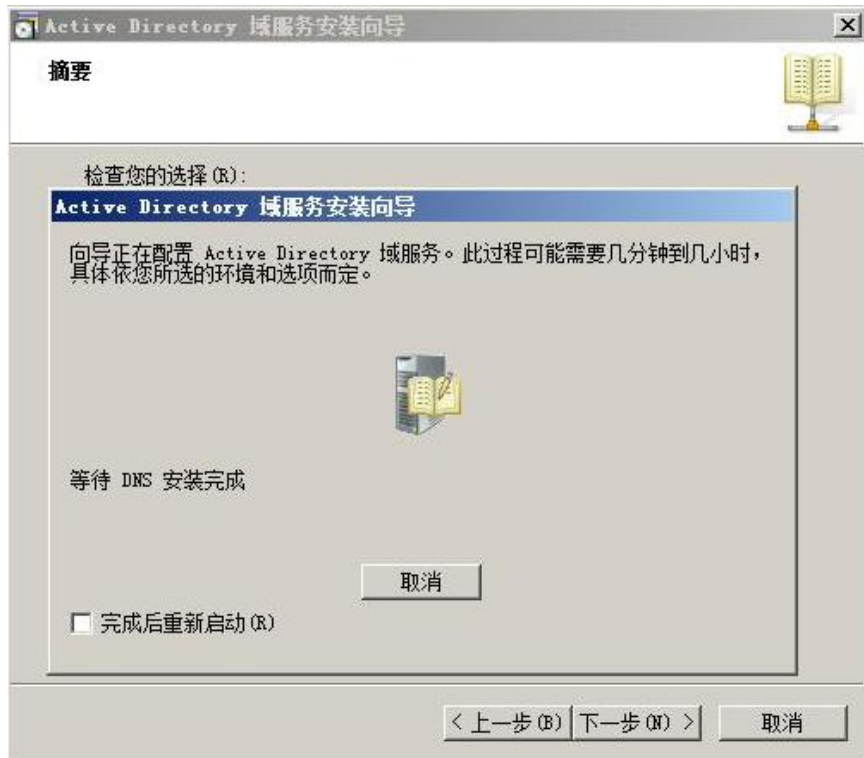 Active Directory 域服务安装向导
摘要
检查您的选择(R):
Active Directory 域服务安装向导
向导正在配置 Active Directory 域服务。此过程可能需要几分钟到几小时，
具体依您所选的环境和选项而定。
等待 DNS 安装完成
取消
完成后重新启动(R)
< 上一步(B) 下一步(N) > 取消